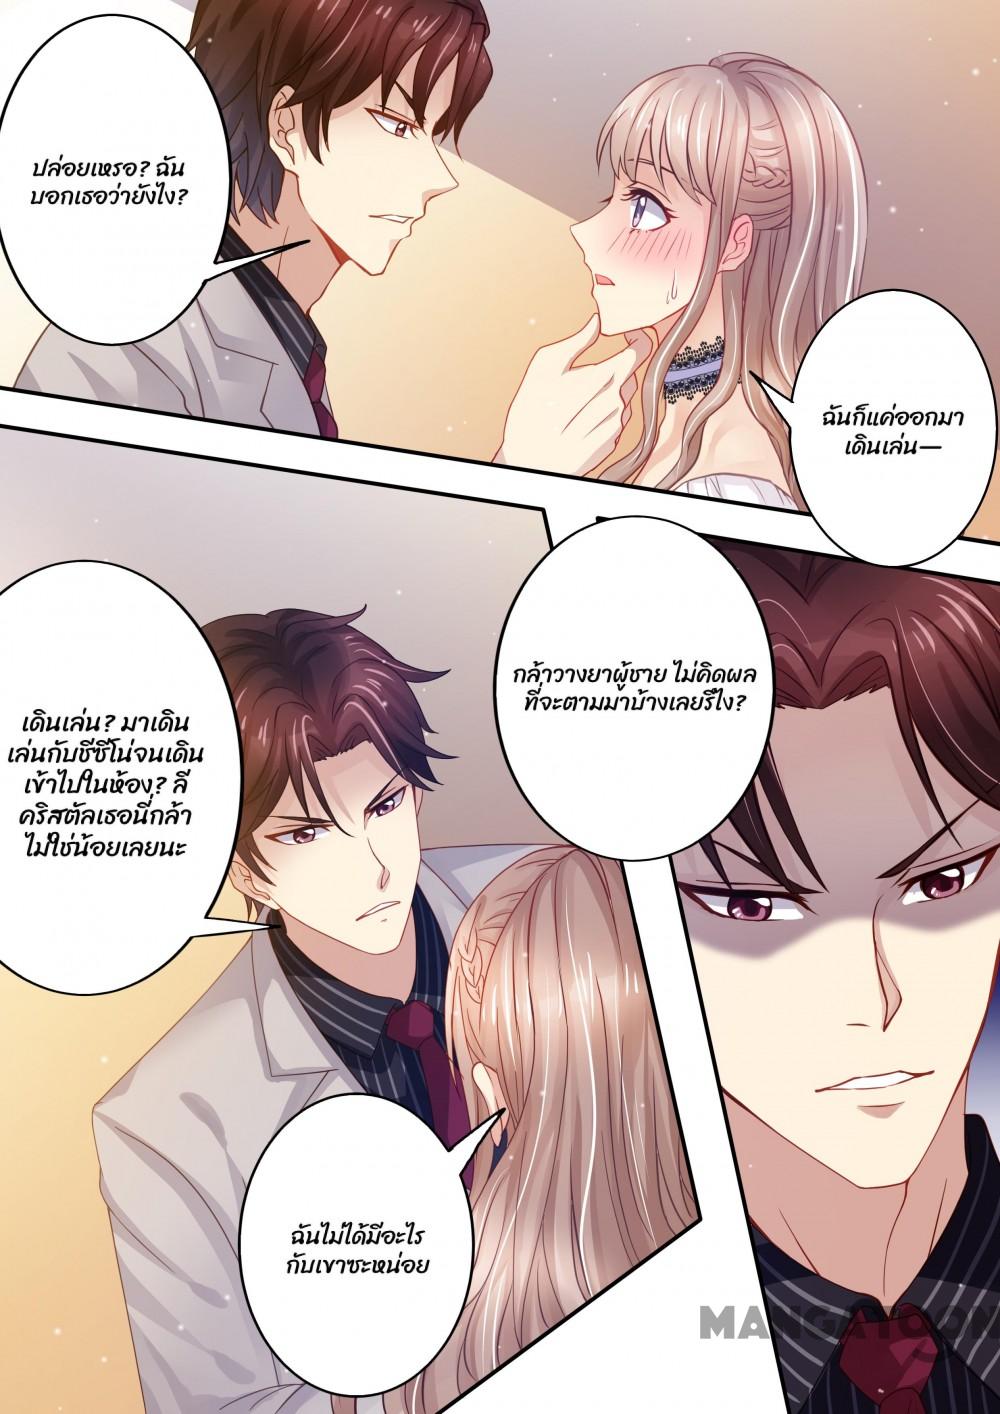 ปล่อยเหรอ? ฉัน
บอกเธอว่ายังไง?
ฉันก็แค่ออกมา
เดินเล่น—
เดินเล่น? มาเดิน
เล่นกับชีซีโน่จนเดิน
เข้าไปในห้อง? ลี
คริสตัลเธอนี่กล้า
ไม่ใช่น้อยเลยนะ
กล้าวางยาผู้ชาย ไม่คิดผล
ที่จะตามมาบ้างเลยรึไง?
ฉันไม่ได้มีอะไร
กับเขาซะหน่อย
MANGATOON